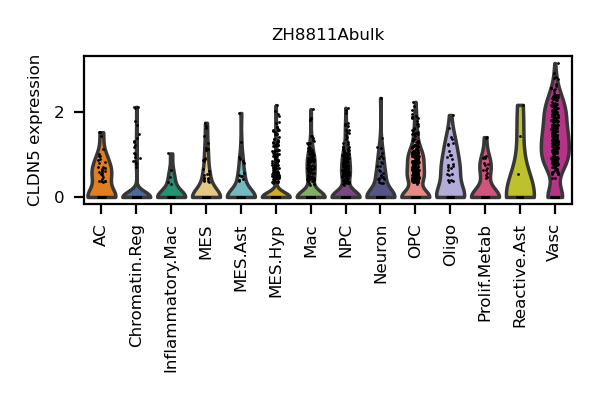 ZH8811Abulk
CLDN5 expression
2
0
AC
Chromatin.Reg
Inflammatory.Mac
MES
MES.Ast
MES.Hyp
Mac
NPC
Neuron
OPC
Oligo
Prolif.Metab
Reactive.Ast
Vasc